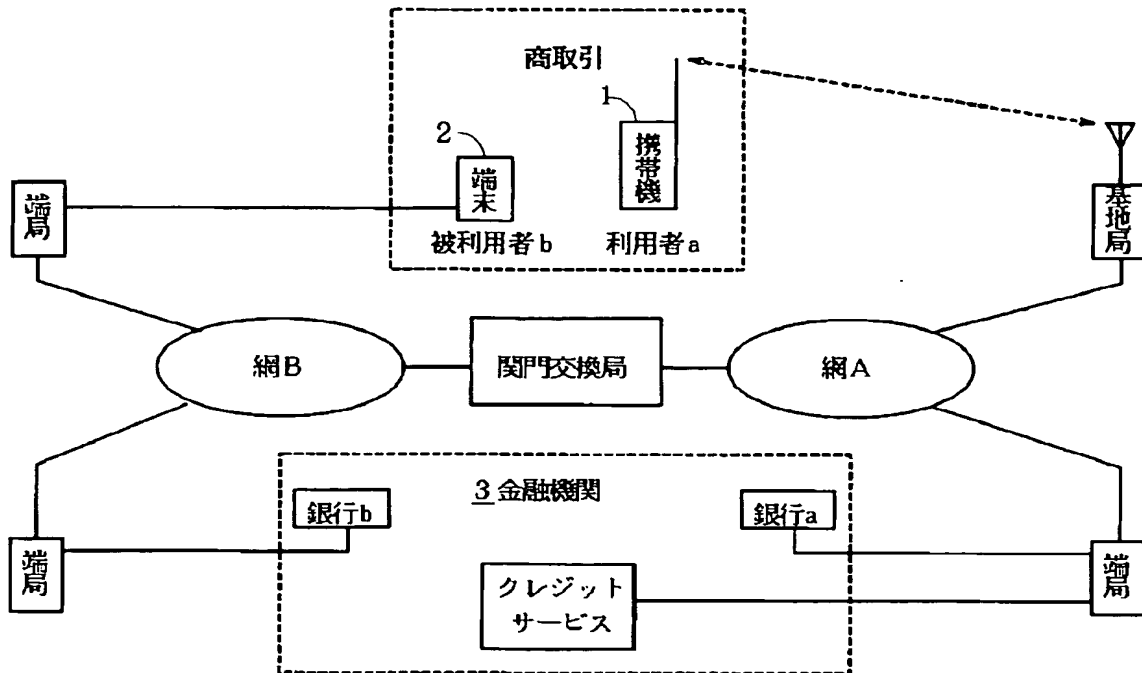 商取引
1
携帯機
2
端末
被利用者b
利用者a
端局
基地局
網B
関門交換局
網A
3 金融機関
銀行b
銀行a
端局
クレジット
サービス
端局